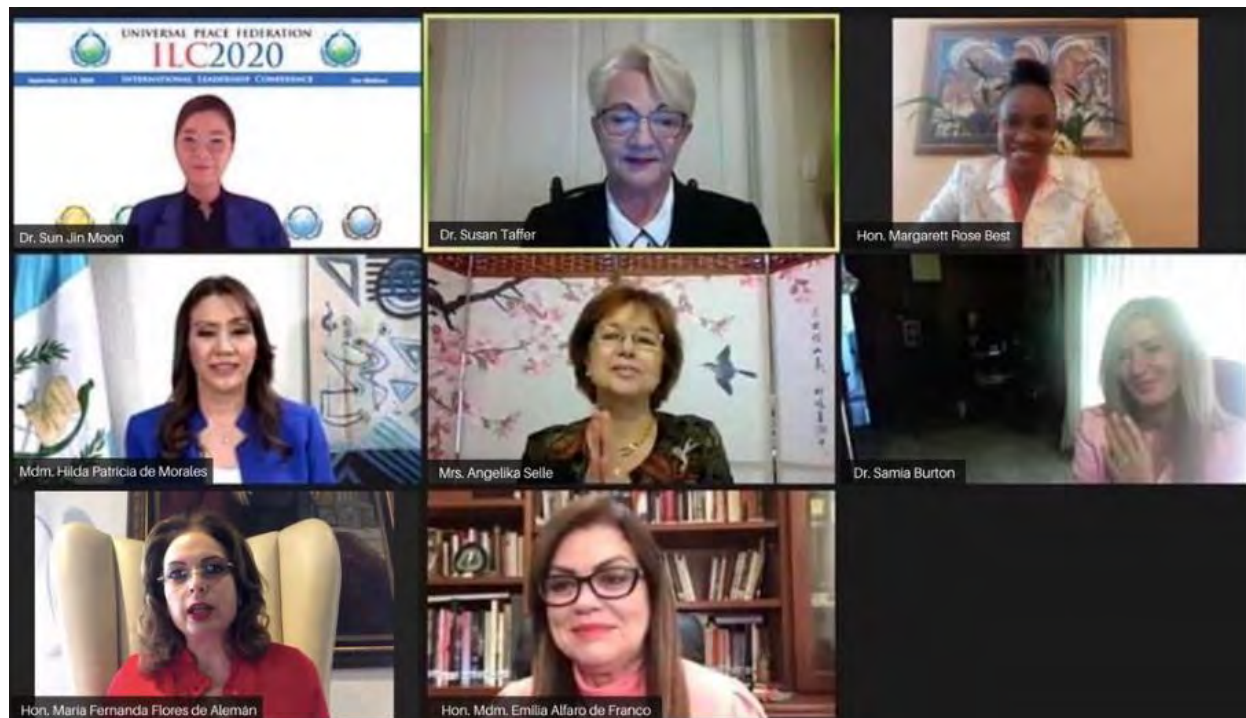 UNIVERSAL PEACE FEDERATION
ILC2020
INTERNATIONAL LEADERSHIP CONFERENCE
Dr. Sun Jin Moon
Dr. Susan Taffer
Hon. Margarett Rose Best
Mdm. Hilda Patricia de Morales
Mrs. Angelika Selle
Dr. Samia Burton
Hon. María Fernanda Flores de Alemán
Hon. Mdm. Emilia Alfaro de Franco